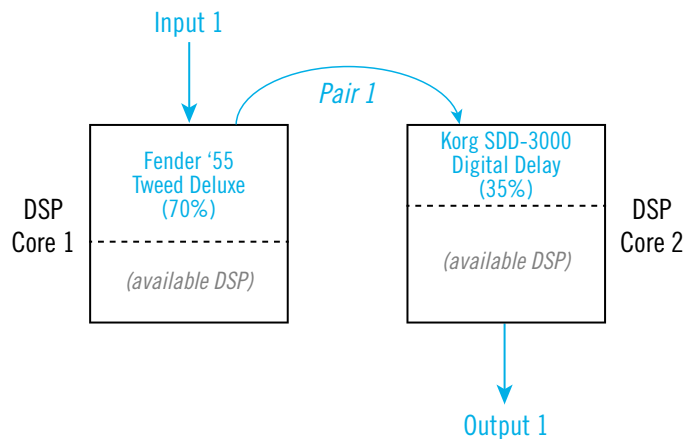 Input 1
Pair 1
Fender ‘55
Tweed Deluxe
(70%)
Korg SDD-3000
Digital Delay
(35%)
DSP
Core 1
DSP
Core 2
(available DSP)
(available DSP)
Output 1